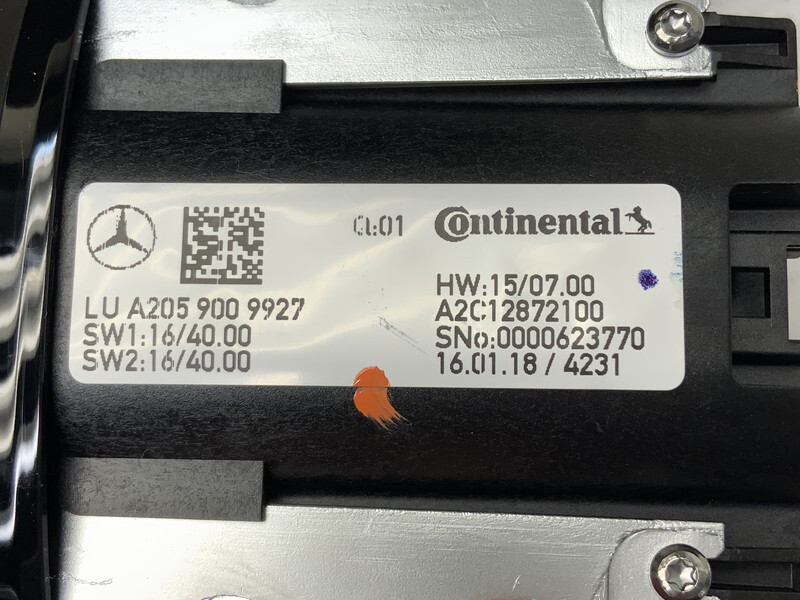 Q:01
Continental
HW:15/07.00
LU A205 900 9927
A2C12872100
SW1:16/40.00
SNo:0000623770
SW2:16/40.00
16.01.18 / 4231